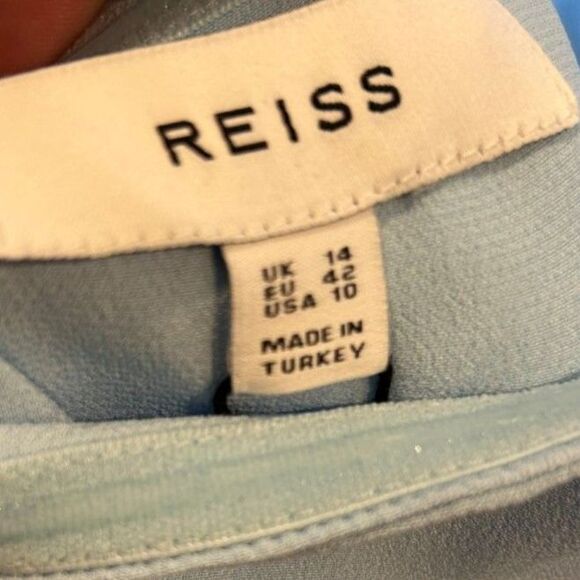 REISS
UK 14
EU 42
USA 10
MADE IN
TURKEY